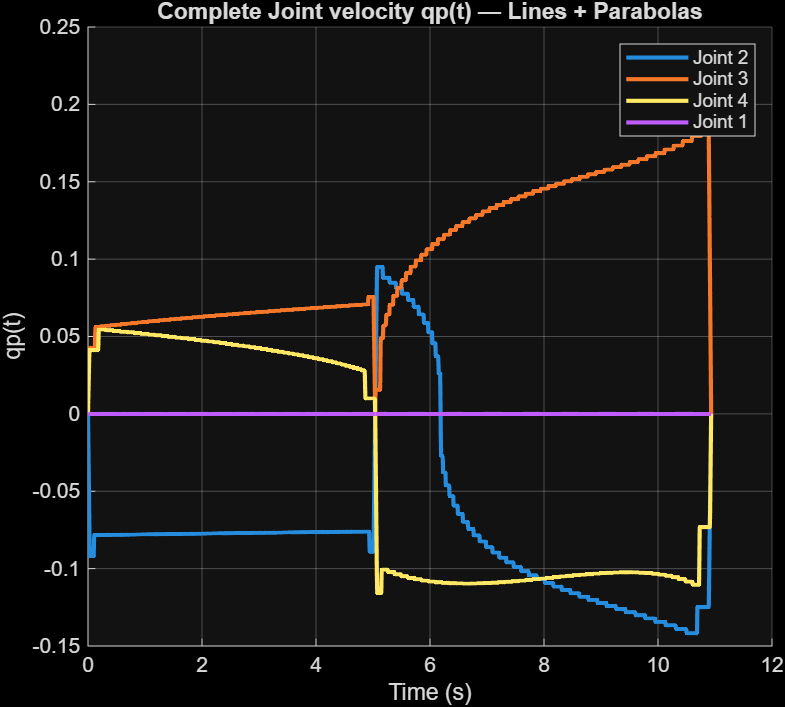 Complete Joint velocity qp(t) — Lines + Parabolas
0.25
0.2
0.15
0.1
0.05
0
-0.05
-0.1
-0.15
qp(t)
Joint 2
Joint 3
Joint 4
Joint 1
0 2 4 6 8 10 12
Time (s)